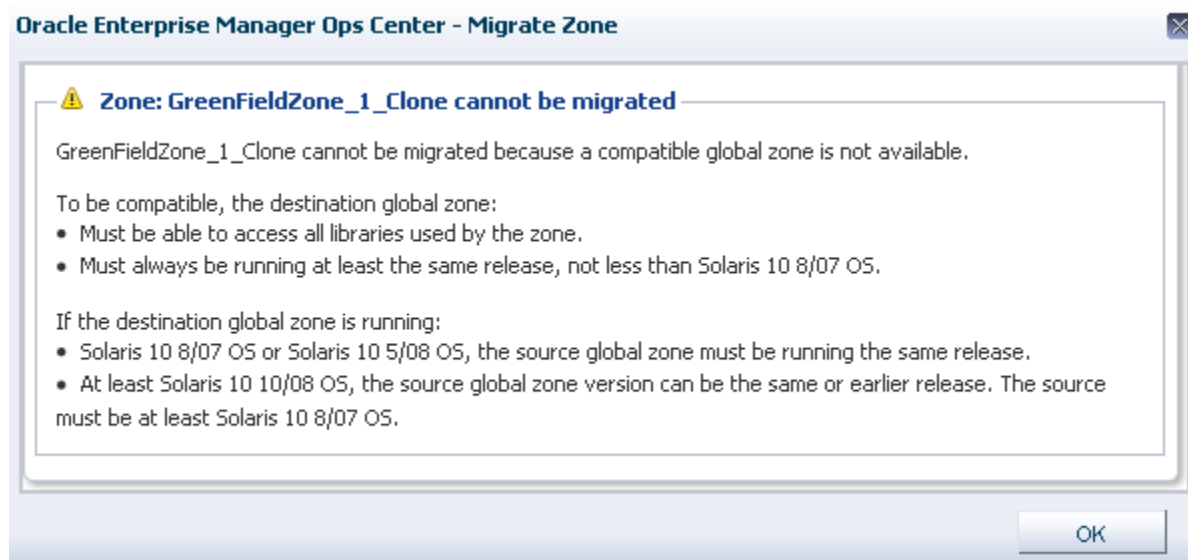 Oracle Enterprise Manager Ops Center - Migrate Zone
Zone: GreenFieldZone_1_Clone cannot be migrated
GreenFieldZone_1_Clone cannot be migrated because a compatible global zone is not available.
To be compatible, the destination global zone:
• Must be able to access all libraries used by the zone.
• Must always be running at least the same release, not less than Solaris 10 8/07 OS.
If the destination global zone is running:
• Solaris 10 8/07 OS or Solaris 10 5/08 OS, the source global zone must be running the same release.
• At least Solaris 10 10/08 OS, the source global zone version can be the same or earlier release. The source
must be at least Solaris 10 8/07 OS.
OK